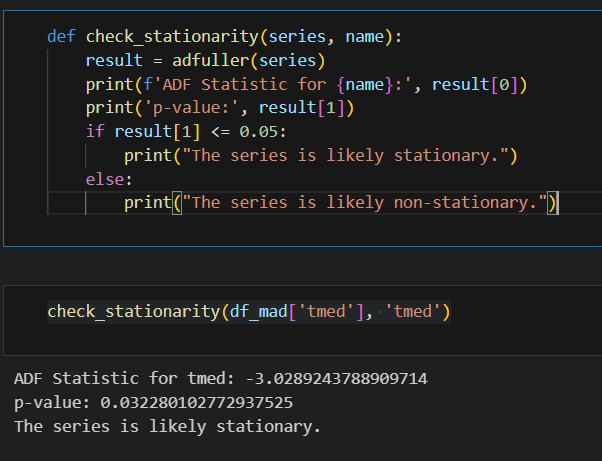 def check_stationarity(series, name):
    result = adfuller(series)
    print(f'ADF Statistic for {name}:', result[0])
    print('p-value:', result[1])
    if result[1] <= 0.05:
        print("The series is likely stationary.")
    else:
        print("The series is likely non-stationary.")
check_stationarity(df_mad['tmed'], 'tmed')
ADF Statistic for tmed: -3.0289243788909714
p-value: 0.032280102772937525
The series is likely stationary.